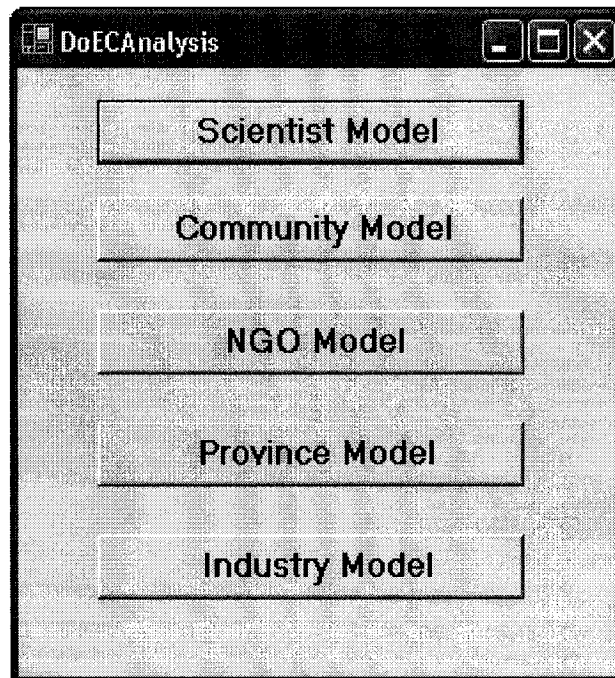 DoECAnalysis
Scientist Model
Community Model
NGO Model
Province Model
Industry Model